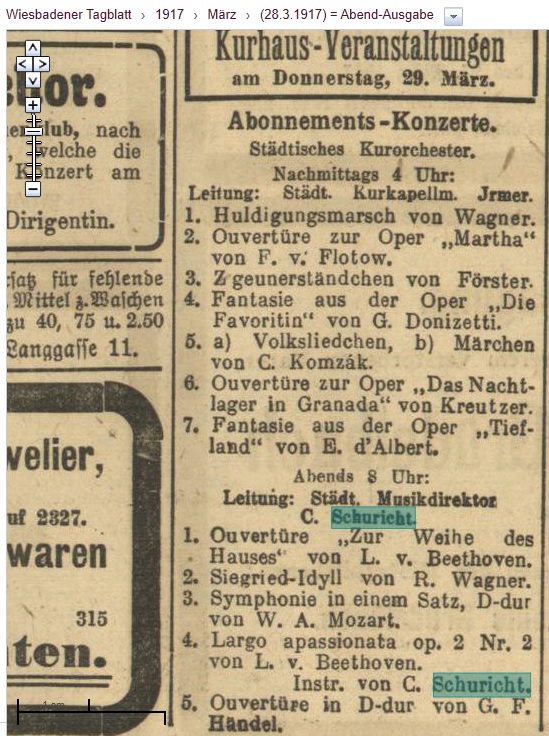 Wiesbadener Tagblatt › 1917 › März › (28.3.1917) = Abend-Ausgabe
Kurhaus-Veranstaltungen
am Donnerstag, 29. März.
Abonnements-Konzerte.
Städtisches Kurorchester.
Nachmittags 4 Uhr:
Leitung: Städt. Kurkapellm. Jrmer.
1. Huldigungsmarsch von Wagner.
2. Ouvertüre zur Oper „Martha“
von F. v. Flotow.
3. Z geunerständchen von Förster.
4. Fantasie aus der Oper „Die
Favoritin“ von G. Donizetti.
5. a) Volksliedchen, b) Märchen
von C. Komzák.
6. Ouvertüre zur Oper „Das Nacht-
lager in Granada“ von Kreutzer.
7. Fantasie aus der Oper „Tief-
land“ von E. d'Albert.
Abends 8 Uhr:
Leitung: Städt. Musikdirektor
C. Schuricht.
1. Ouvertüre „Zur Weihe des
Hauses“ von L. v. Beethoven.
2. Siegried-Idyll von R. Wagner.
3. Symphonie in einem Satz, D-dur
von W. A. Mozart.
4. Largo apassionata op. 2 Nr. 2
von L. v. Beethoven.
Instr. von C. Schuricht.
5. Ouvertüre in D-dur von G. F.
Händel.
tor.
club, nach
, welche die
Konzert am
Dirigentin.
rsatz für fehlende
Mittel z. Waschen
zu 40, 75 u. 2.50
Langgasse 11.
velier,
uf 2327.
waren
315
ten.
1 cm